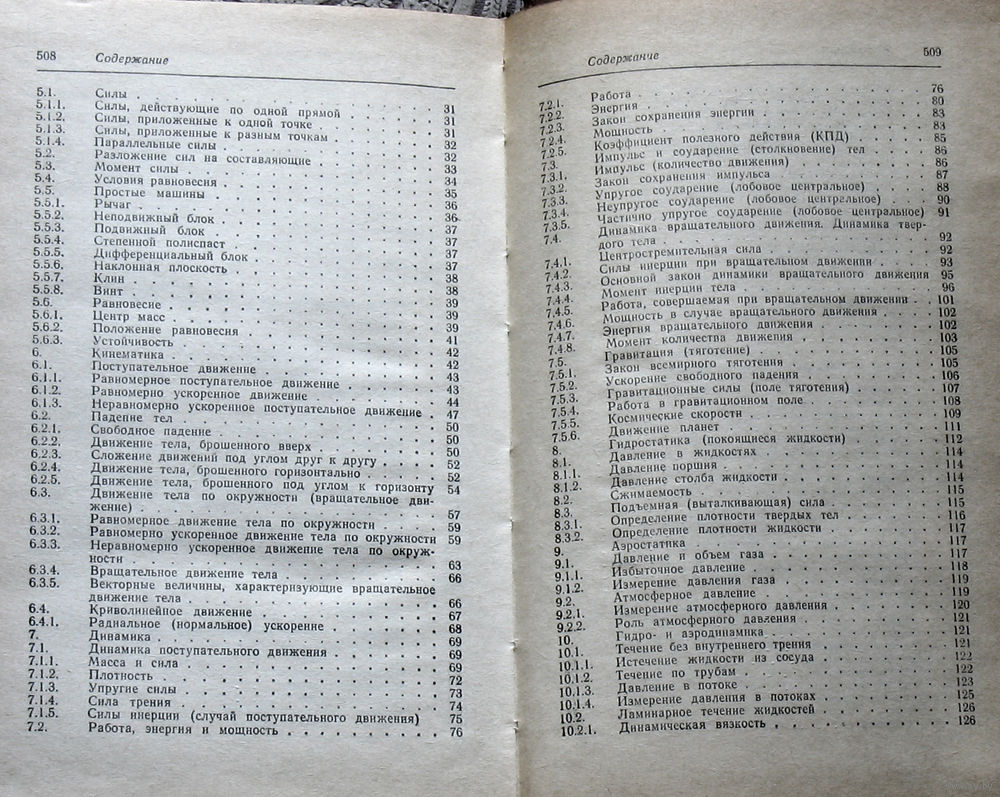 508 Содержание
5.1. Силы . . . 31
5.1.1. Силы, действующие по одной прямой . . . 31
5.1.2. Силы, приложенные к одной точке . . . 31
5.1.3. Силы, приложенные к разным точкам . . . 32
5.1.4. Параллельные силы . . . 32
5.2. Разложение сил на составляющие . . . 33
5.3. Момент силы . . . 34
5.4. Условия равновесия . . . 35
5.5. Простые машины . . . 36
5.5.1. Рычаг . . . 36
5.5.2. Неподвижный блок . . . 37
5.5.3. Подвижный блок . . . 37
5.5.4. Степенной полиспаст . . . 37
5.5.5. Дифференциальный блок . . . 37
5.5.6. Наклонная плоскость . . . 38
5.5.7. Клин . . . 38
5.5.8. Винт . . . 39
5.6. Равновесие . . . 39
5.6.1. Центр масс . . . 39
5.6.2. Положение равновесия . . . 41
5.6.3. Устойчивость . . . 42
6. Кинематика . . . 42
6.1. Поступательное движение . . . 43
6.1.1. Равномерное поступательное движение . . . 43
6.1.2. Равномерно ускоренное движение . . . 44
6.1.3. Неравномерно ускоренное поступательное движение . 47
6.2. Падение тел . . . 50
6.2.1. Свободное падение . . . 50
6.2.2. Движение тела, брошенного вверх . . . 50
6.2.3. Сложение движений под углом друг к другу . . . 52
6.2.4. Движение тела, брошенного горизонтально . . . 52
6.2.5. Движение тела, брошенного под углом к горизонту 54
6.3. Движение тела по окружности (вращательное дви-
жение) . . . 57
6.3.1. Равномерное движение тела по окружности . . . 59
6.3.2. Равномерно ускоренное движение тела по окружности 59
6.3.3. Неравномерно ускоренное движение тела по окруж-
ности . . . 63
6.3.4. Вращательное движение тела . . . 66
6.3.5. Векторные величины, характеризующие вращательное
движение тела . . . 66
6.4. Криволинейное движение . . . 67
6.4.1. Радиальное (нормальное) ускорение . . . 68
7. Динамика . . . 69
7.1. Динамика поступательного движения . . . 69
7.1.1. Масса и сила . . . 69
7.1.2. Плотность . . . 72
7.1.3. Упругие силы . . . 73
7.1.4. Сила трения . . . 74
7.1.5. Силы инерции (случай поступательного движения) 75
7.2. Работа, энергия и мощность . . . 76
Содержание 509
7.2.1. Работа . . . 76
7.2.2. Энергия . . . 80
7.2.3. Закон сохранения энергии . . . 83
7.2.4. Мощность . . . 83
7.2.5. Коэффициент полезного действия (КПД) . . . 85
7.3. Импульс и соударение (столкновение) тел . . . 86
7.3.1. Импульс (количество движения) . . . 86
7.3.2. Закон сохранения импульса . . . 87
7.3.3. Упругое соударение (лобовое центральное) . . . 88
7.3.4. Неупругое соударение (лобовое центральное) . . . 90
7.3.5. Частично упругое соударение (лобовое центральное) 91
7.4. Динамика вращательного движения. Динамика твер-
дого тела . . . 92
7.4.1. Центростремительная сила . . . 92
7.4.2. Силы инерции при вращательном движении . . . 93
7.4.3. Основной закон динамики вращательного движения 95
7.4.4. Момент инерции тела . . . 96
7.4.5. Работа, совершаемая при вращательном движении . . 101
7.4.6. Мощность в случае вращательного движения . . . 102
7.4.7. Энергия вращательного движения . . . 102
7.4.8. Момент количества движения . . . 103
7.5. Гравитация (тяготение) . . . 105
7.5.1. Закон всемирного тяготения . . . 105
7.5.2. Ускорение свободного падения . . . 106
7.5.3. Гравитационные силы (поле тяготения) . . . 107
7.5.4. Работа в гравитационном поле . . . 108
7.5.5. Космические скорости . . . 109
7.5.6. Движение планет . . . 111
8. Гидростатика (покоящиеся жидкости) . . . 112
8.1. Давление в жидкостях . . . 114
8.1.1. Давление поршня . . . 114
8.1.2. Давление столба жидкости . . . 114
8.2. Сжимаемость . . . 115
8.3. Подъемная (выталкивающая) сила . . . 115
8.3.1. Определение плотности твердых тел . . . 116
8.3.2. Определение плотности жидкости . . . 117
9. Аэростатика . . . 117
9.1. Давление и объем газа . . . 117
9.1.1. Избыточное давление . . . 118
9.1.2. Измерение давления газа . . . 119
9.2. Атмосферное давление . . . 119
9.2.1. Измерение атмосферного давления . . . 120
9.2.2. Роль атмосферного давления . . . 121
10. Гидро- и аэродинамика . . . 121
10.1. Течение без внутреннего трения . . . 121
10.1.1. Истечение жидкости из сосуда . . . 122
10.1.2. Течение по трубам . . . 122
10.1.3. Давление в потоке . . . 123
10.1.4. Измерение давления в потоках . . . 125
10.2. Ламинарное течение жидкостей . . . 126
10.2.1. Динамическая вязкость . . . 126